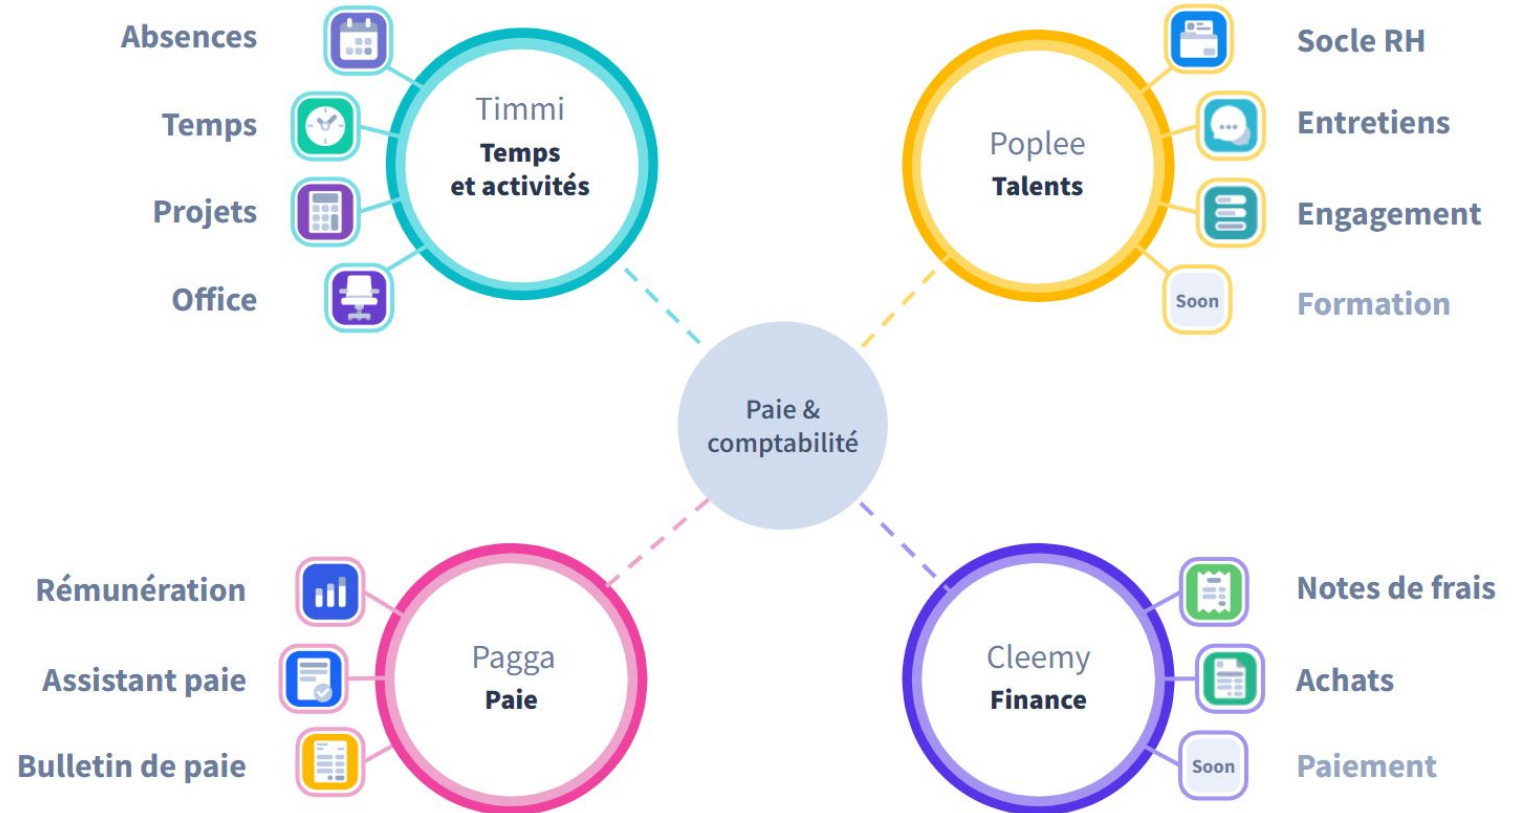 Absences
Temps
Projets
Office
Timmi
Temps
et activités
Poplee
Talents
Socle RH
Entretiens
Engagement
Soon
Formation
Paie &
comptabilité
Rémunération
Assistant paie
Bulletin de paie
Pagga
Paie
Cleemy
Finance
Notes de frais
Achats
Soon
Paiement